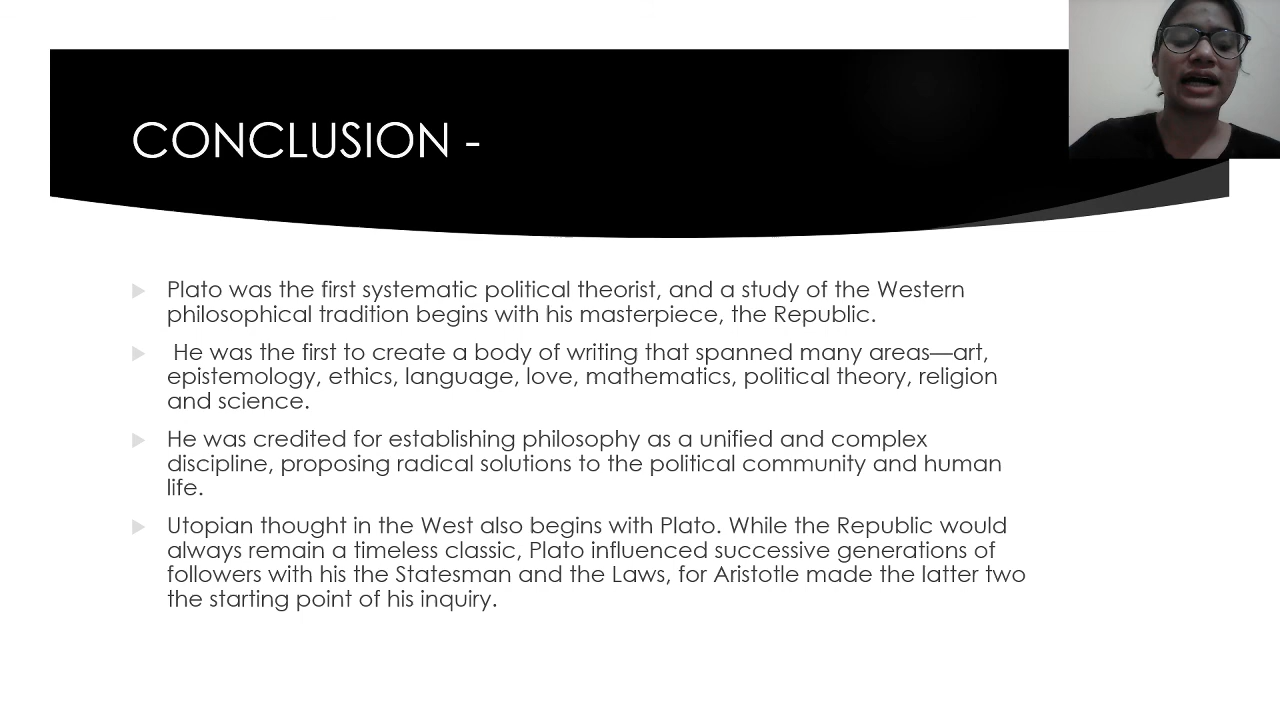 CONCLUSION -
Plato was the first systematic political theorist, and a study of the Western
philosophical tradition begins with his masterpiece, the Republic.
He was the first to create a body of writing that spanned many areas—art,
epistemology, ethics, language, love, mathematics, political theory, religion
and science.
He was credited for establishing philosophy as a unified and complex
discipline, proposing radical solutions to the political community and human
life.
Utopian thought in the West also begins with Plato. While the Republic would
always remain a timeless classic, Plato influenced successive generations of
followers with his the Statesman and the Laws, for Aristotle made the latter two
the starting point of his inquiry.